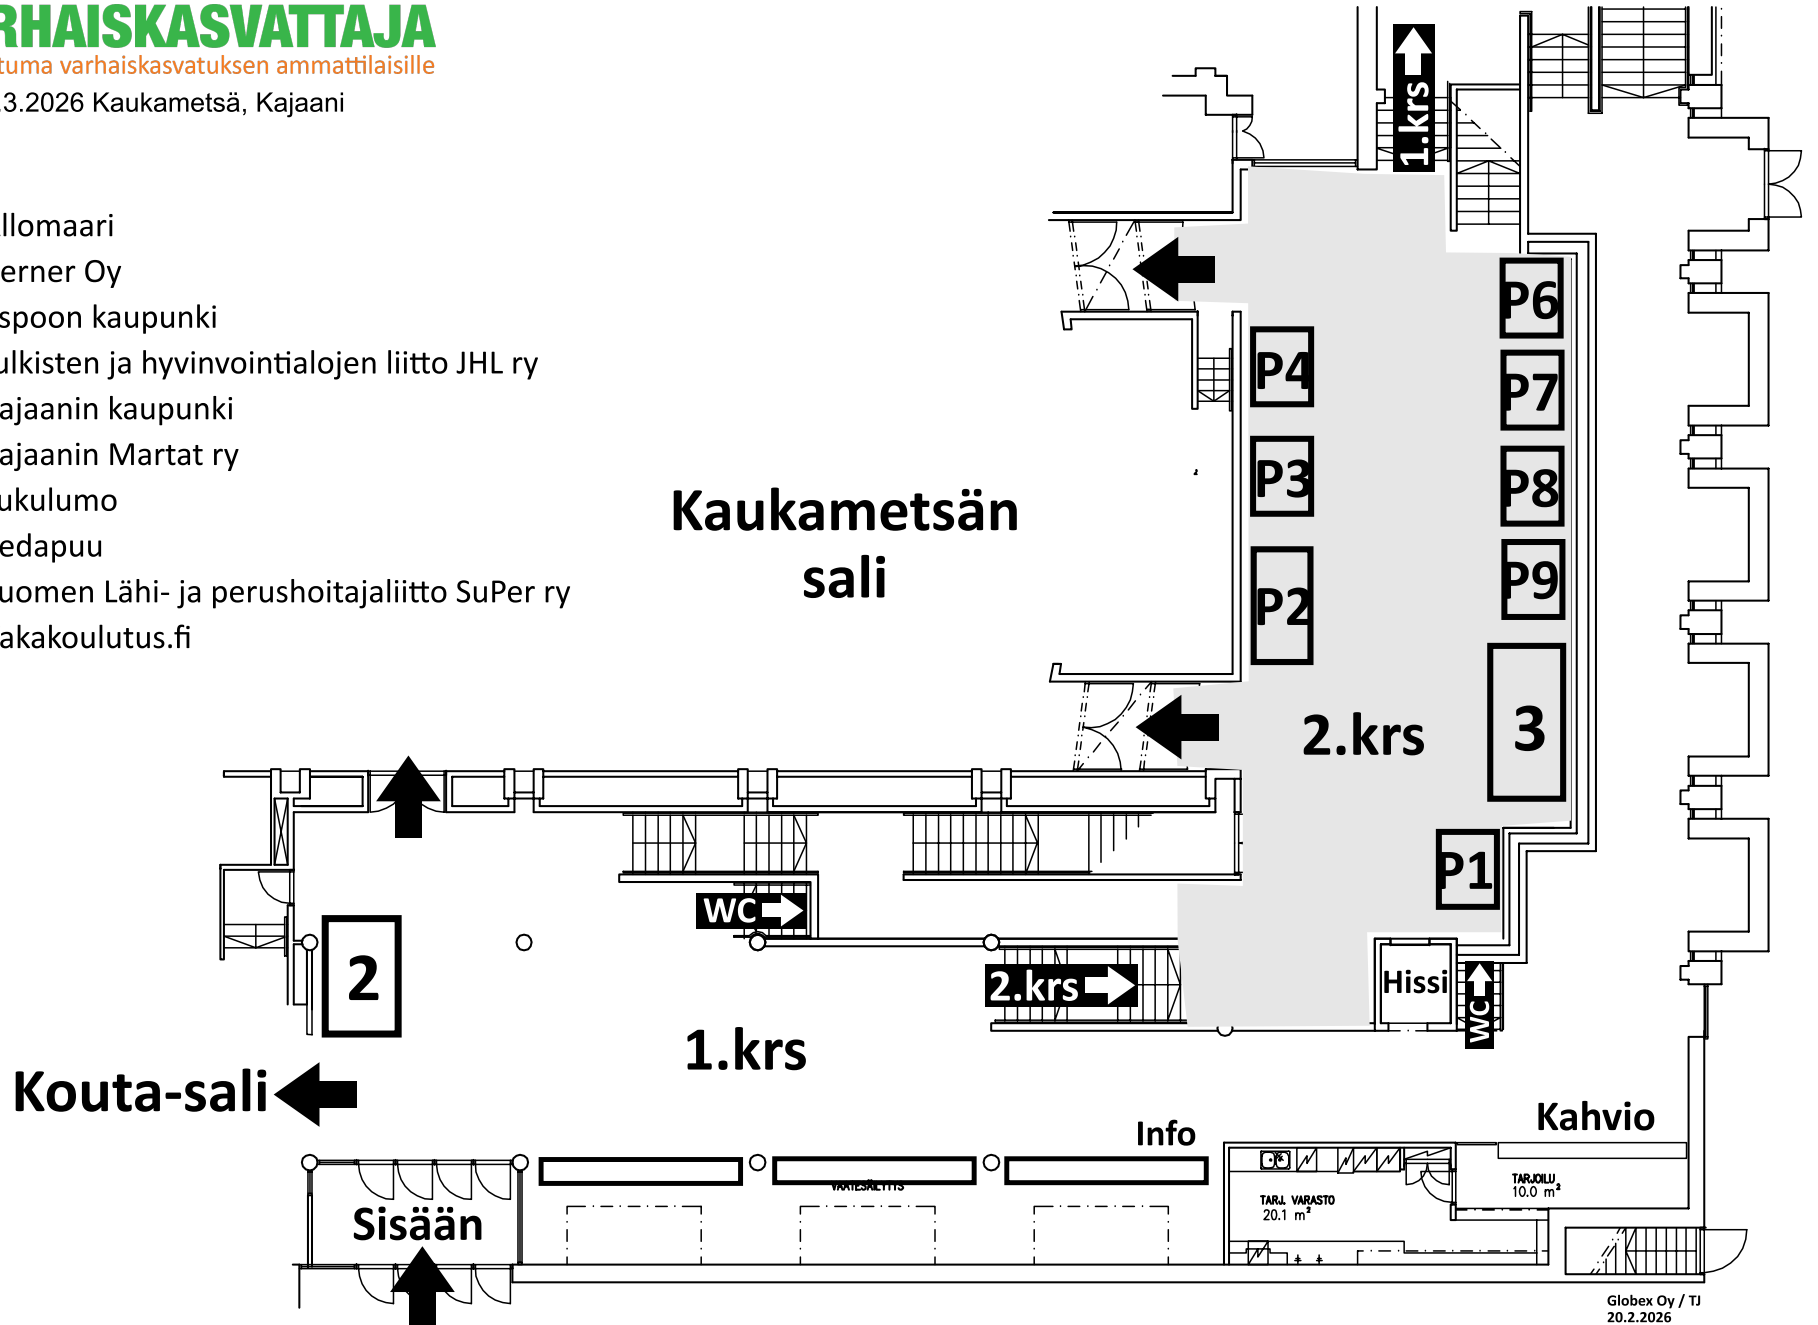 RHAISKASVATTAJA
tuma varhaiskasvatuksen ammattilaisille
.3.2026 Kaukametsä, Kajaani
llomaari
erner Oy
spoon kaupunki
ulkisten ja hyvinvointialojen liitto JHL ry
ajaanin kaupunki
ajaanin Martat ry
ukulumo
edapuu
uomen Lähi- ja perushoitajaliitto SuPer ry
akakoulutus.fi
1.krs
P6
P4
P7
P3
P8
Kaukametsän
sali
P9
P2
2.krs
3
P1
WC
2
2.krs
Hissi
WC
1.krs
Kouta-sali
Kahvio
Info
VAATESÄILYTYS
TARJOILU
10.0 m²
TARJ. VARASTO
20.1 m²
Sisään
Globex Oy / TJ
20.2.2026